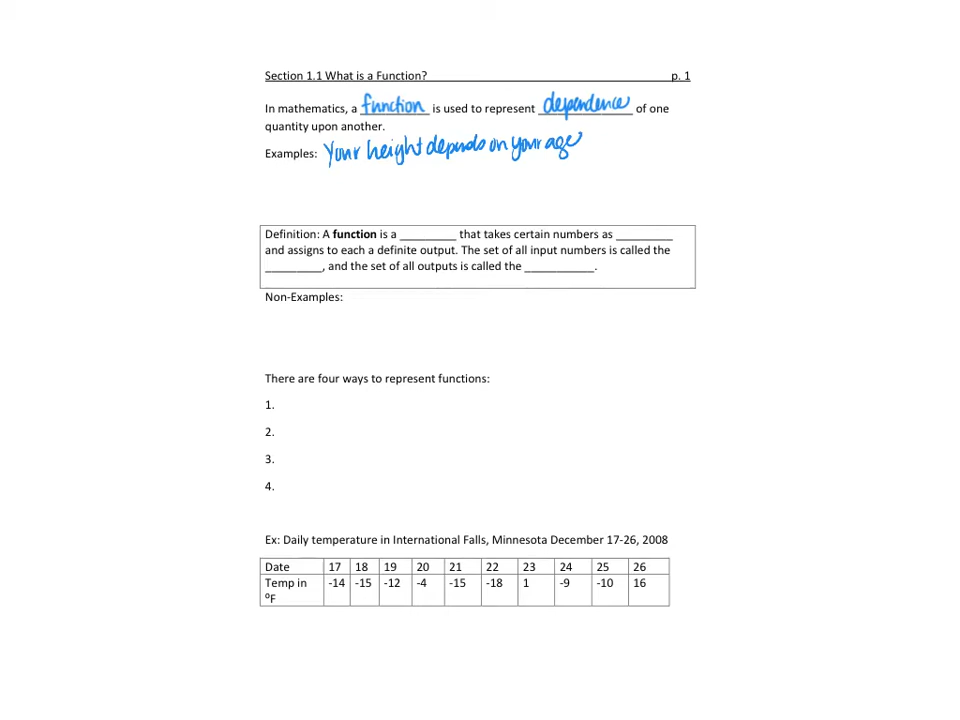 Section 1.1 What is a Function? p. 1
In mathematics, a function is used to represent dependence of one
quantity upon another.
Examples: Your height depends on your age
Definition: A function is a _________ that takes certain numbers as _________
and assigns to each a definite output. The set of all input numbers is called the
_________, and the set of all outputs is called the ___________.
Non-Examples:
There are four ways to represent functions:
1.
2.
3.
4.
Ex: Daily temperature in International Falls, Minnesota December 17-26, 2008
Date 17 18 19 20 21 22 23 24 25 26
Temp in -14 -15 -12 -4 -15 -18 1 -9 -10 16
ºF